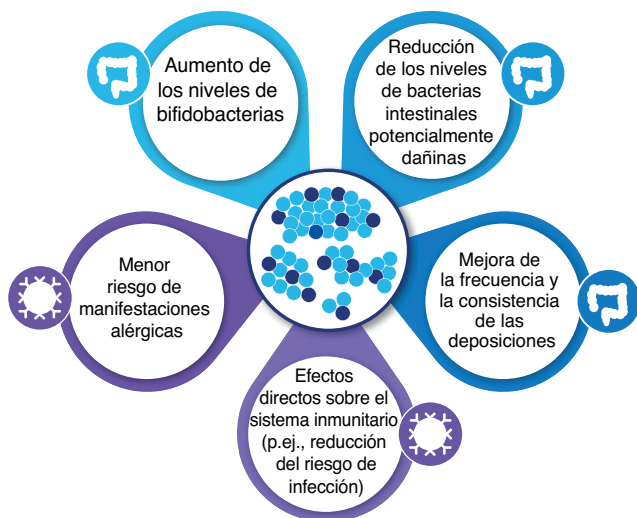 Aumento de
los niveles de
bifidobacterias
Reducción
de los niveles
de bacterias
intestinales
potencialmente
dañinas
Menor
riesgo de
manifestaciones
alérgicas
Mejora de
la frecuencia y
la consistencia
de las
deposiciones
Efectos
directos sobre el
sistema inmunitario
(p.ej., reducción
del riesgo de
infección)